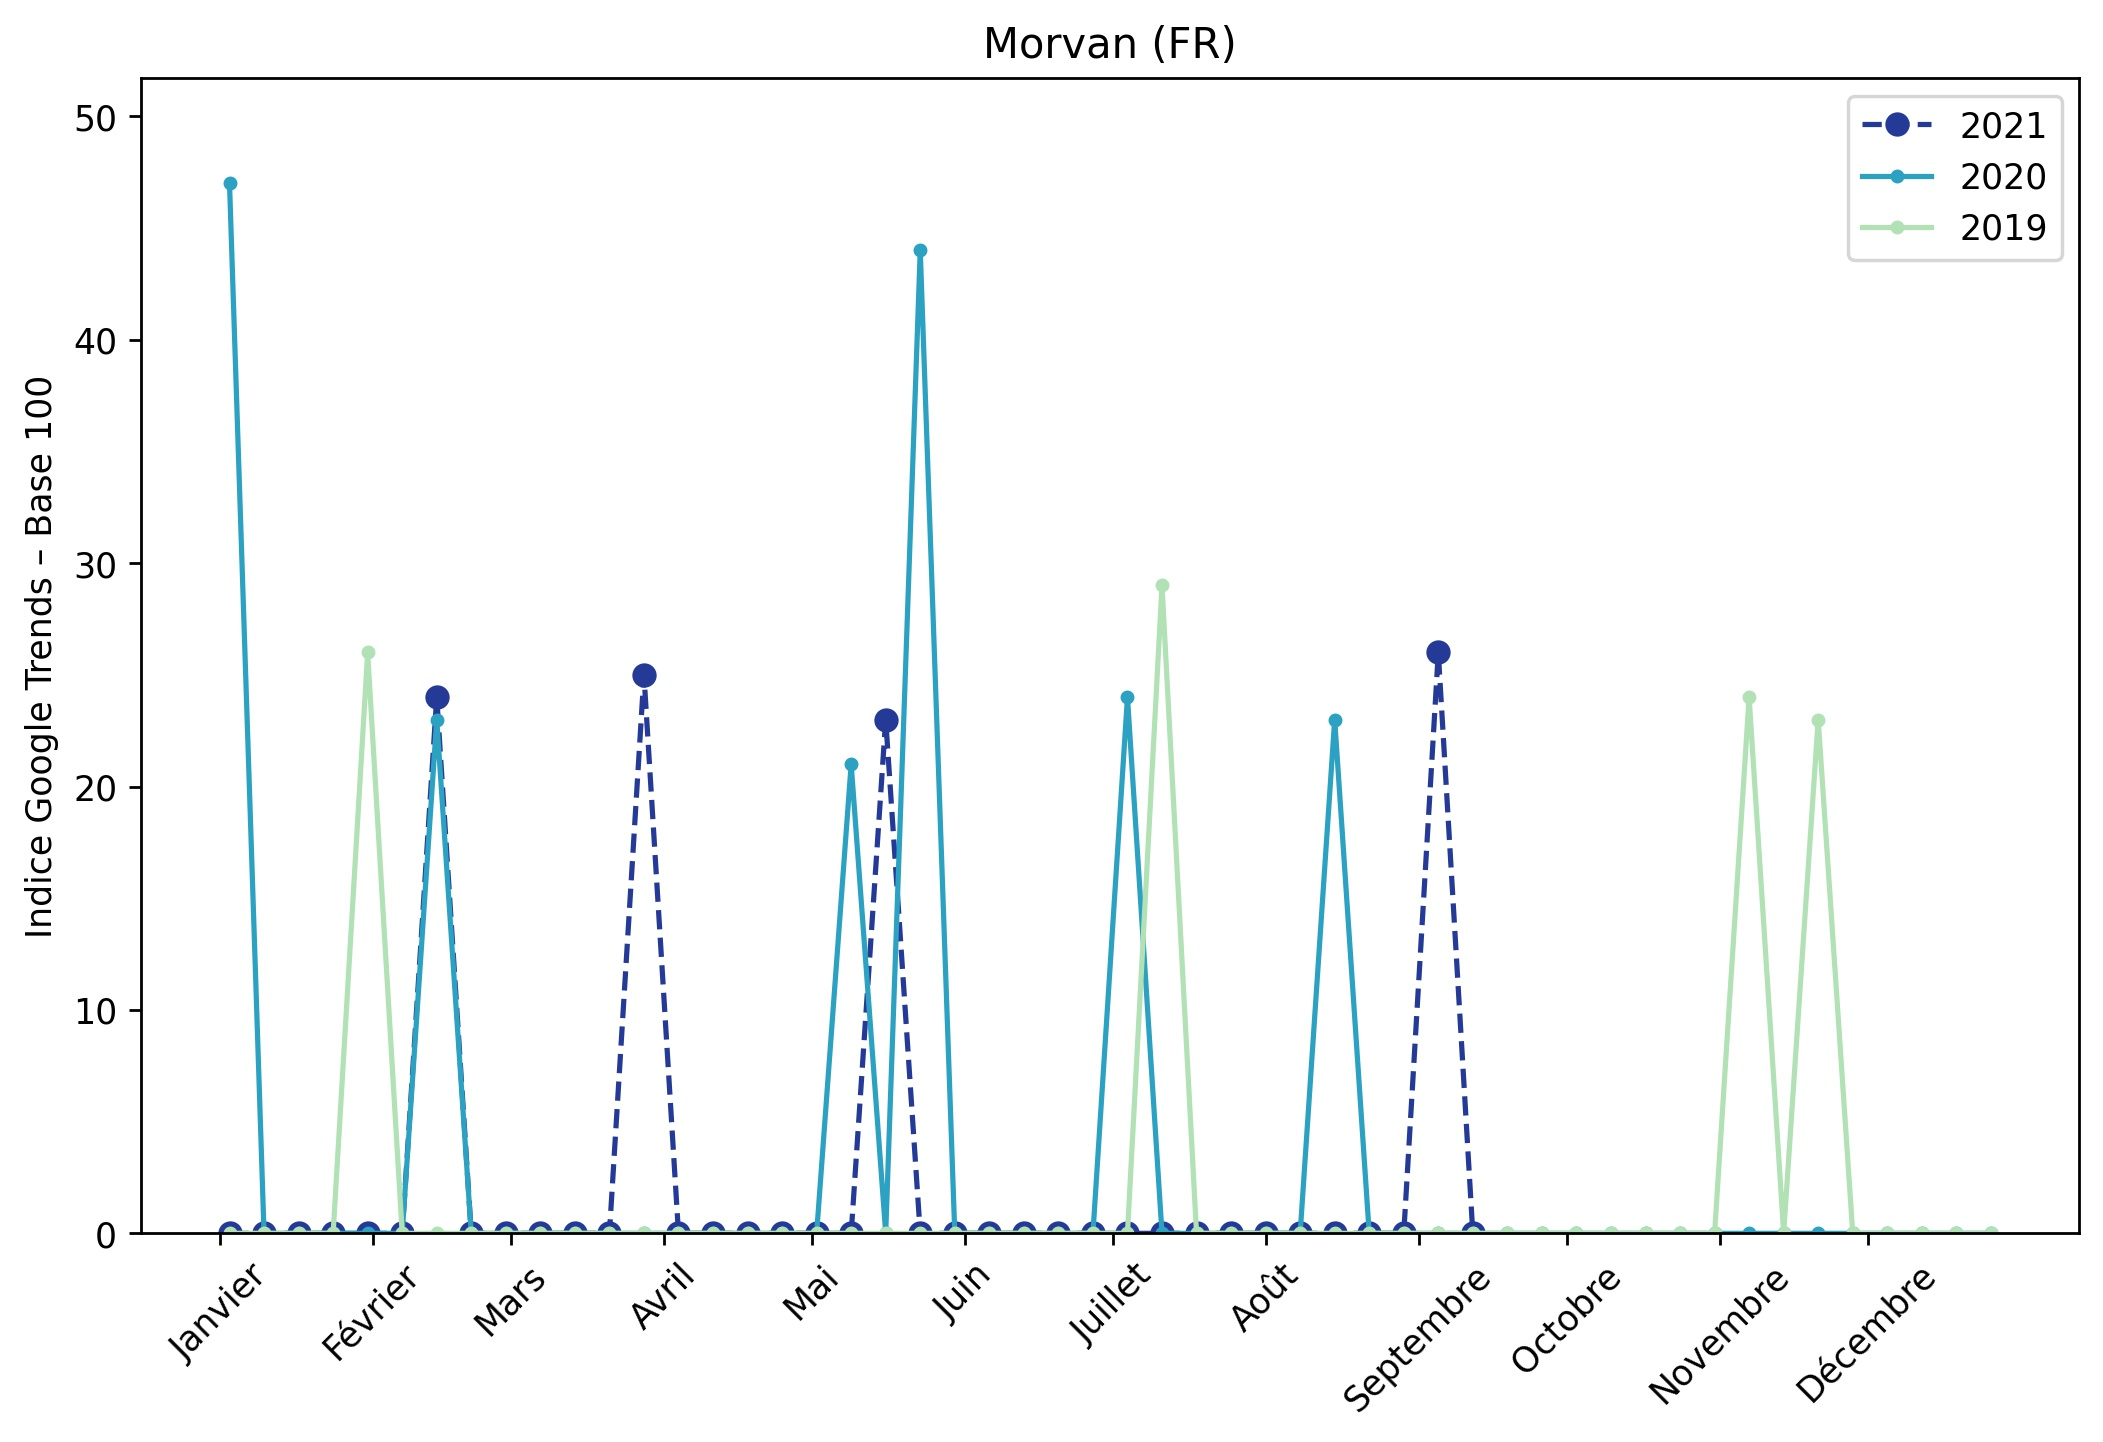 Morvan (FR)
Indice Google Trends – Base 100
50
40
30
20
10
0
2021
2020
2019
Janvier
Février
Mars
Avril
Mai
Juin
Juillet
Août
Septembre
Octobre
Novembre
Décembre